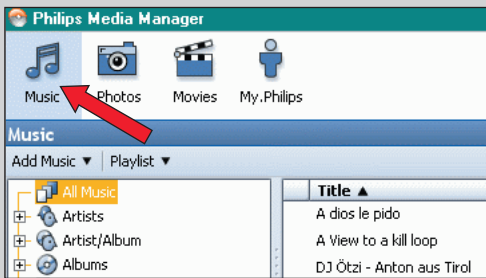 Philips Media Manager
Music Photos Movies My.Philips
Music
Add Music ▼ Playlist ▼
All Music
Artists
Artist/Album
Albums
Title ▲
A dios le pido
A View to a kill loop
DJ Ötzi - Anton aus Tirol